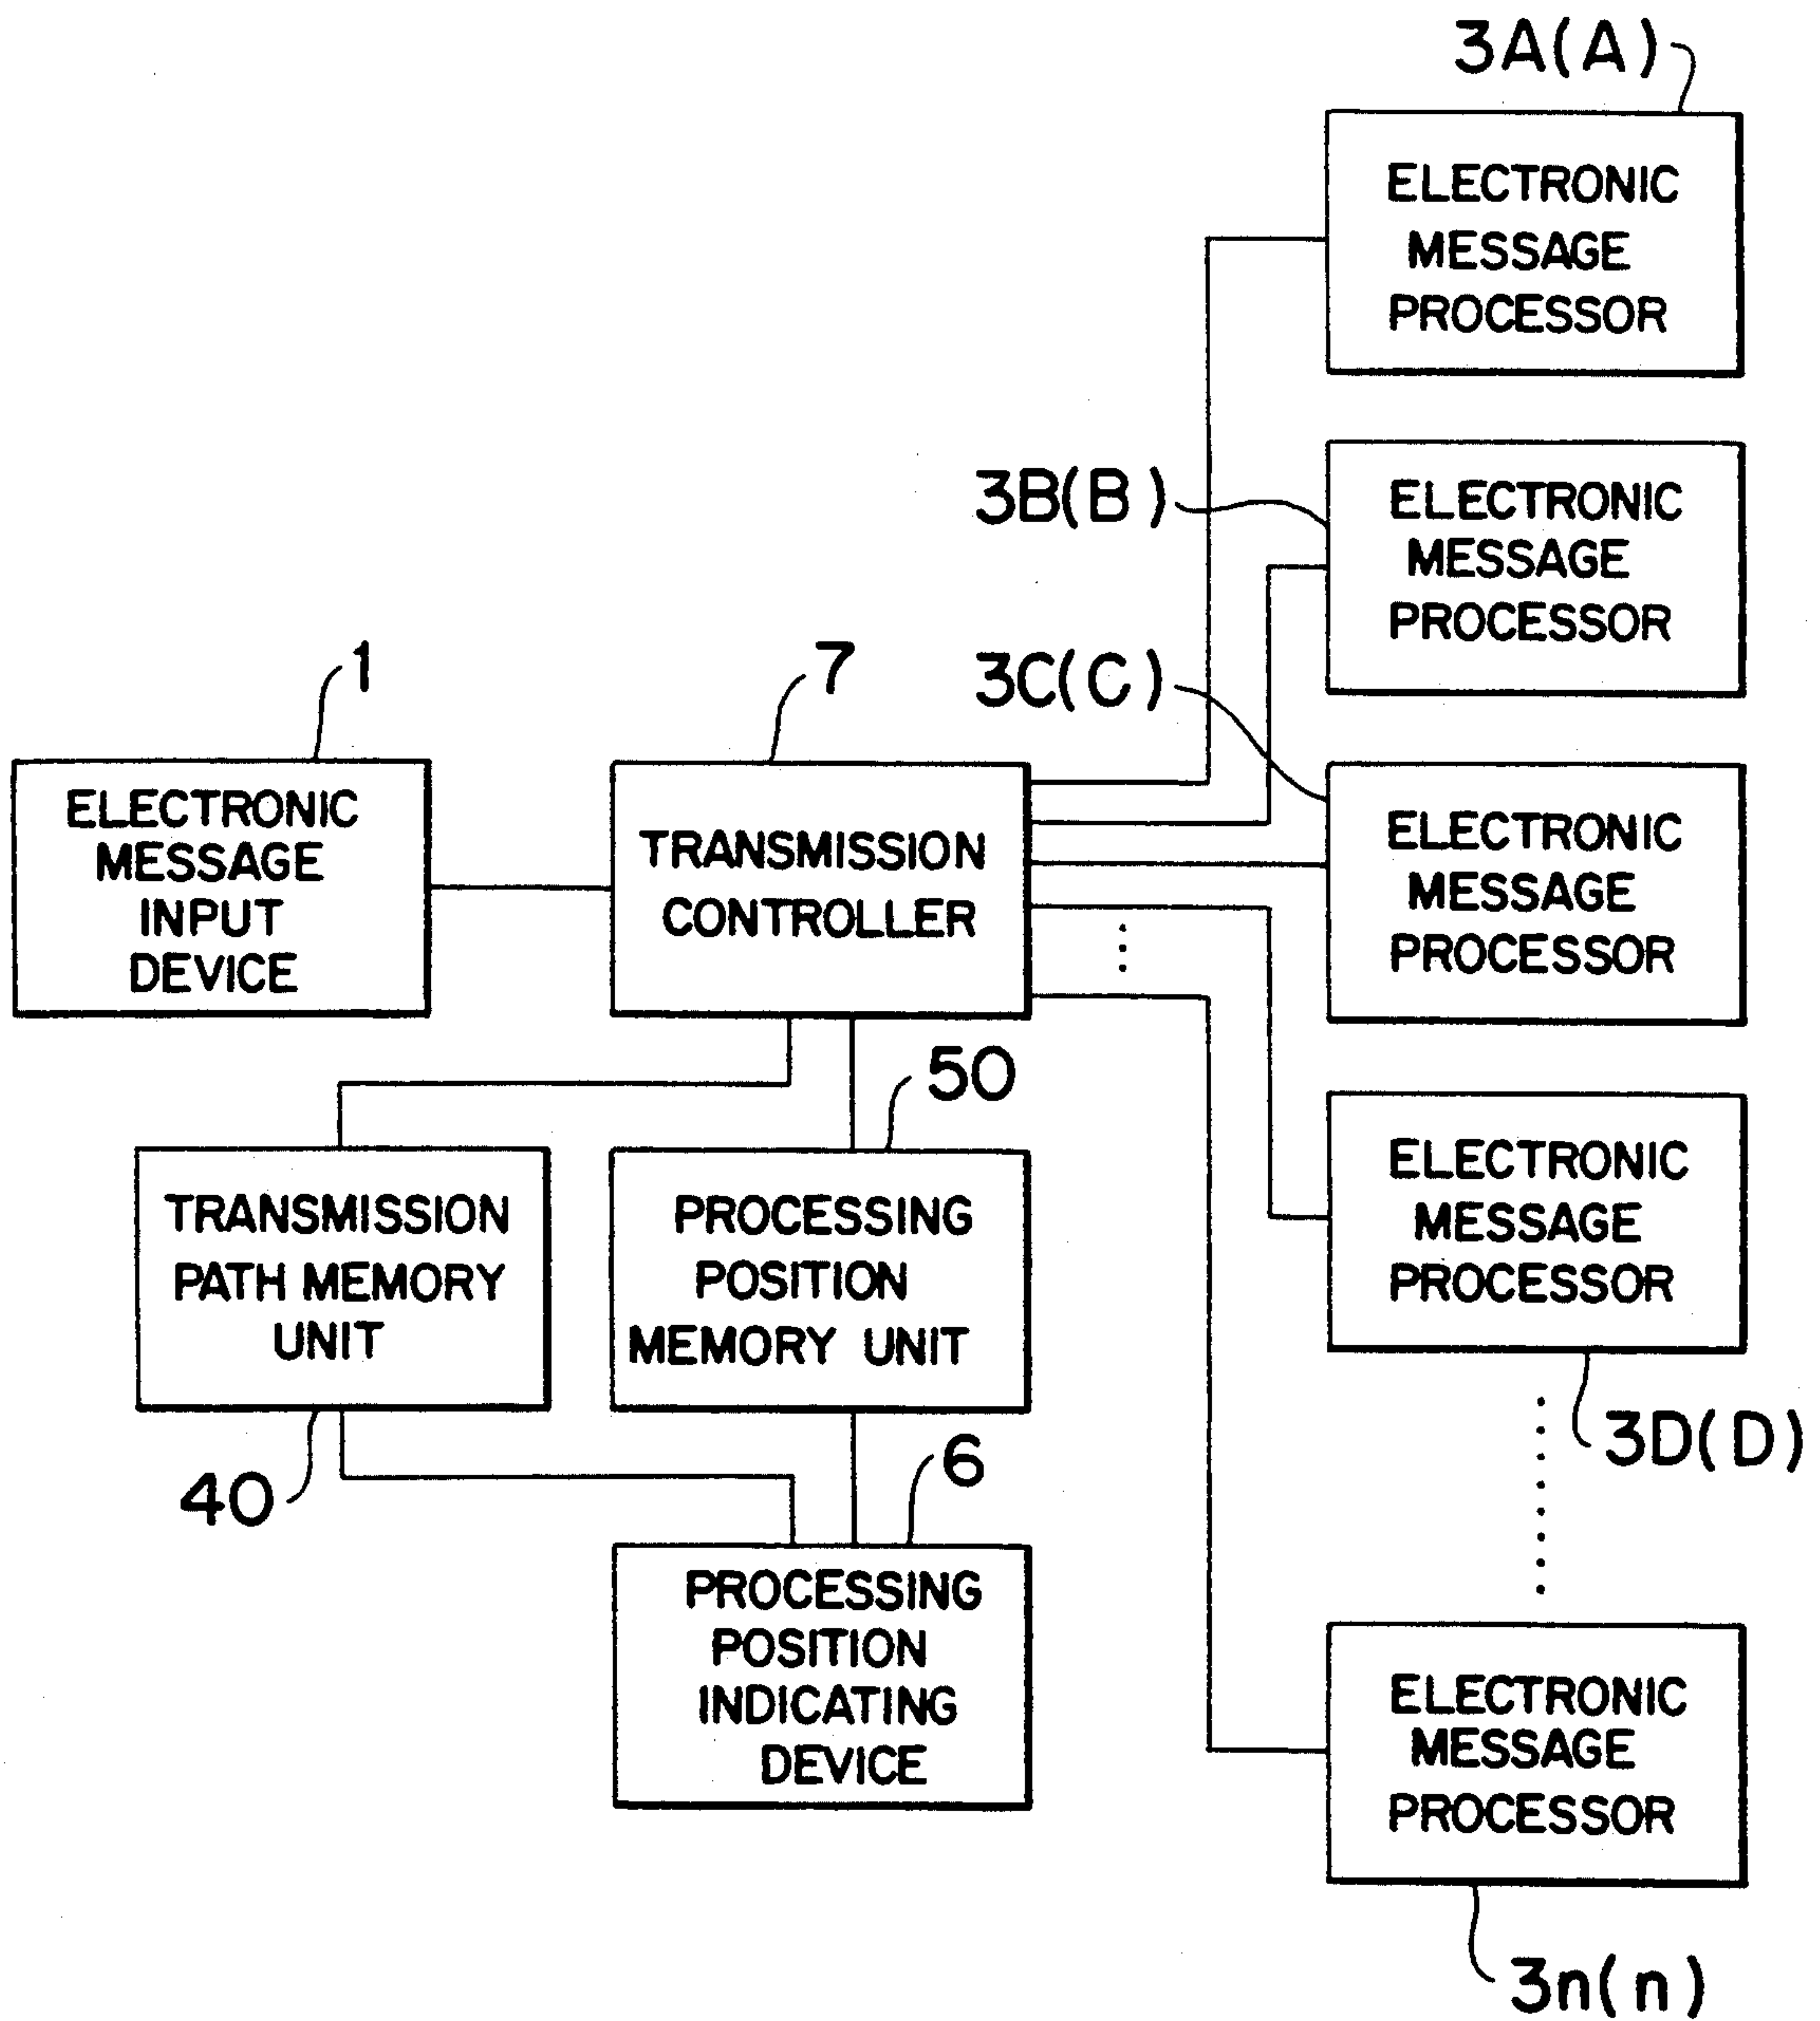 3A(A)
ELECTRONIC
MESSAGE
PROCESSOR
3B(B)
ELECTRONIC
MESSAGE
PROCESSOR
3C(C)
ELECTRONIC
MESSAGE
PROCESSOR
1
ELECTRONIC
MESSAGE
INPUT
DEVICE
7
TRANSMISSION
CONTROLLER
50
TRANSMISSION
PATH MEMORY
UNIT
40
PROCESSING
POSITION
MEMORY UNIT
6
PROCESSING
POSITION
INDICATING
DEVICE
ELECTRONIC
MESSAGE
PROCESSOR
3D(D)
ELECTRONIC
MESSAGE
PROCESSOR
3n(n)